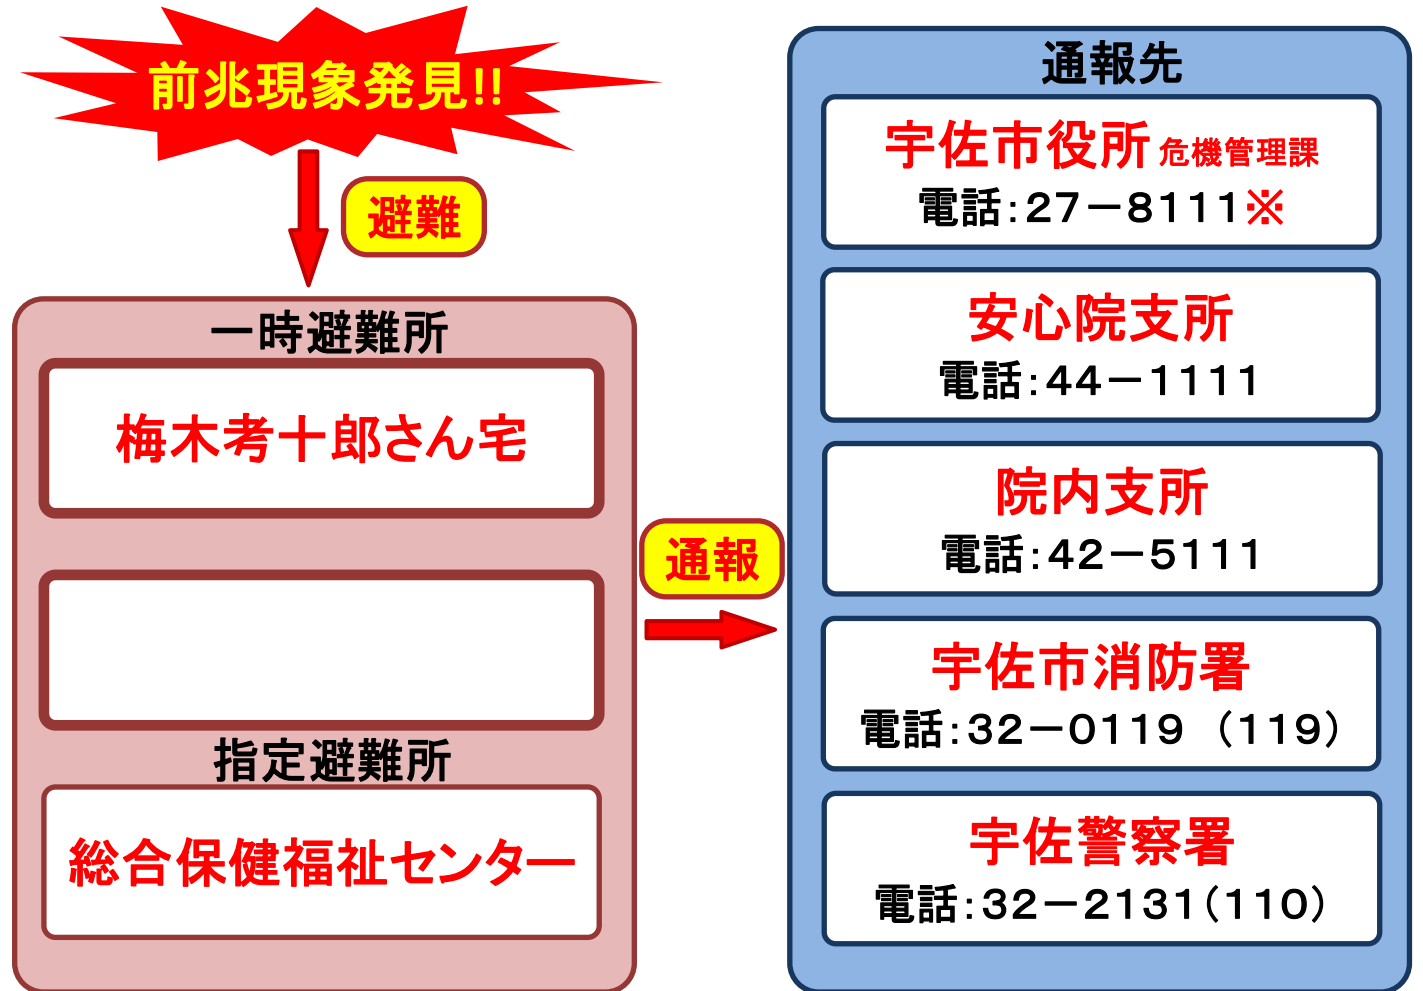 前兆現象発見!!
避難
一時避難所
梅木考十郎さん宅
指定避難所
総合保健福祉センター
通報
通報先
宇佐市役所 危機管理課
電話:27－8111※
安心院支所
電話:44－1111
院内支所
電話:42－5111
宇佐市消防署
電話:32－0119 (119)
宇佐警察署
電話:32－2131(110)